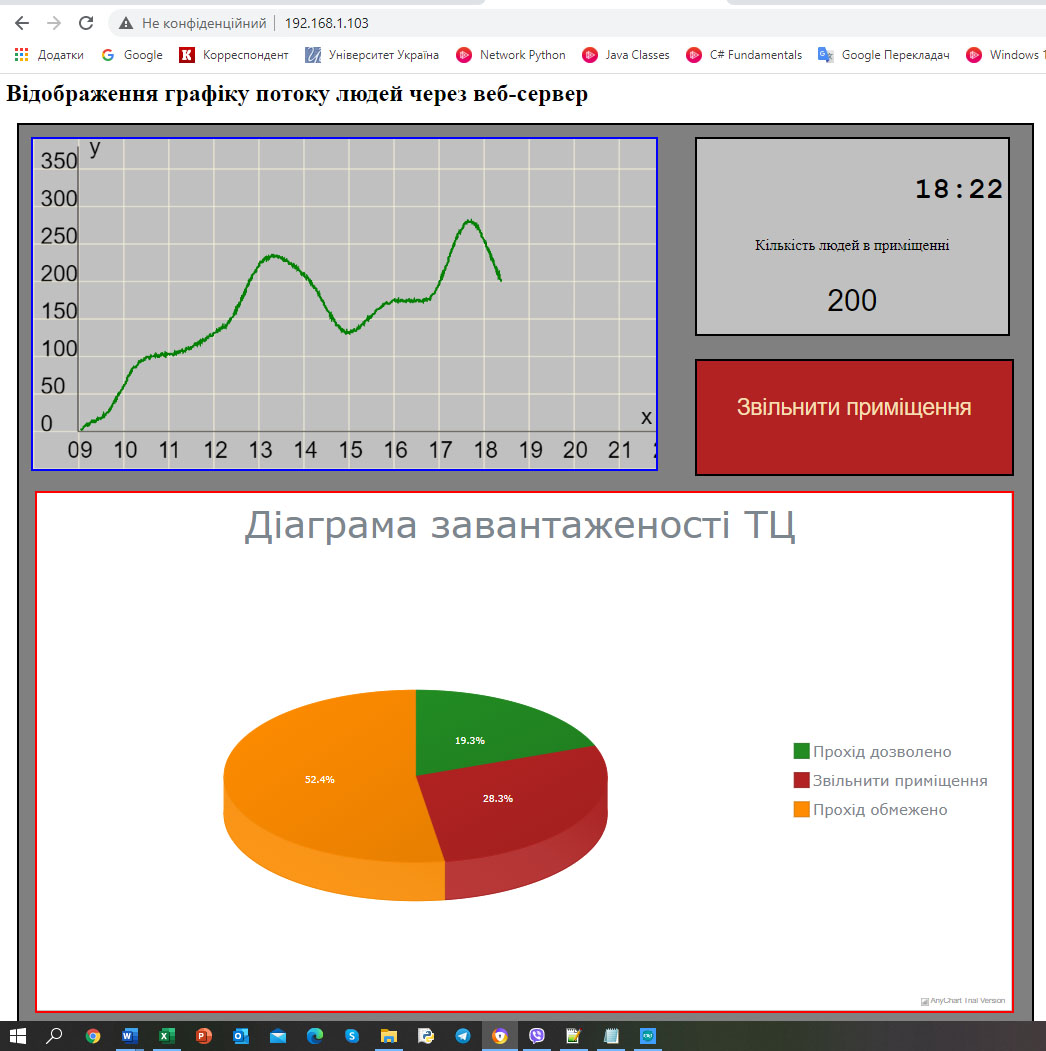 Не конфіденційний 192.168.1.103
Додатки Google Корреспондент Університет Україна Network Python Java Classes C# Fundamentals Google Перекладач Windows 1
Відображення графіку потоку людей через веб-сервер
y
350
300
250
200
150
100
50
0
x
09 10 11 12 13 14 15 16 17 18 19 20 21
18:22
Кількість людей в приміщенні
200
Звільнити приміщення
Діаграма завантаженості ТЦ
19.3%
52.4%
28.3%
Прохід дозволено
Звільнити приміщення
Прохід обмежено
AnyChart Trial Version